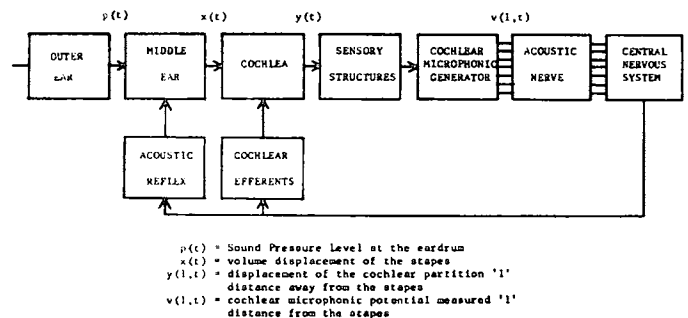 p(t) x(t) y(t) v(l,t)
OUTER
EAR
MIDDLE
EAR
COCHLEA
SENSORY
STRUCTURES
COCHLEAR
MICROPHONIC
GENERATOR
ACOUSTIC
NERVE
CENTRAL
NERVOUS
SYSTEM
ACOUSTIC
REFLEX
COCHLEAR
EFFERENTS
p(t) = Sound Pressure Level at the eardrum
x(t) = volume displacement of the stapes
y(l,t) = displacement of the cochlear partition 'l'
distance away from the stapes
v(l,t) = cochlear microphonic potential measured 'l'
distance from the stapes